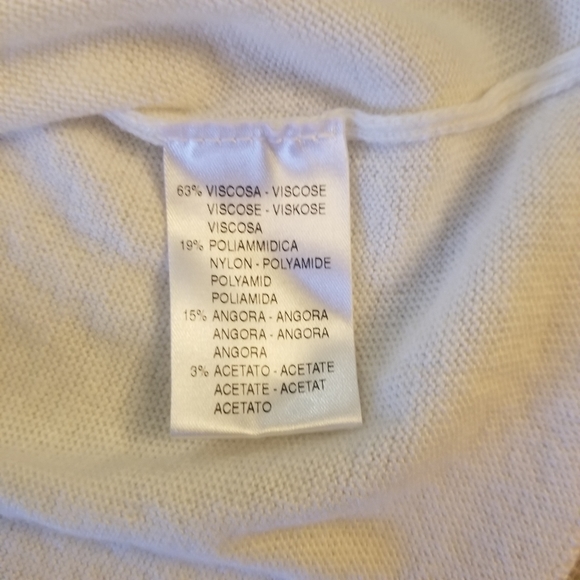 63% VISCOSA - VISCOSE
VISCOSE - VISKOSE
VISCOSA
19% POLIAMMIDICA
NYLON - POLYAMIDE
POLYAMID
POLIAMIDA
15% ANGORA - ANGORA
ANGORA - ANGORA
ANGORA
3% ACETATO - ACETATE
ACETATE - ACETAT
ACETATO